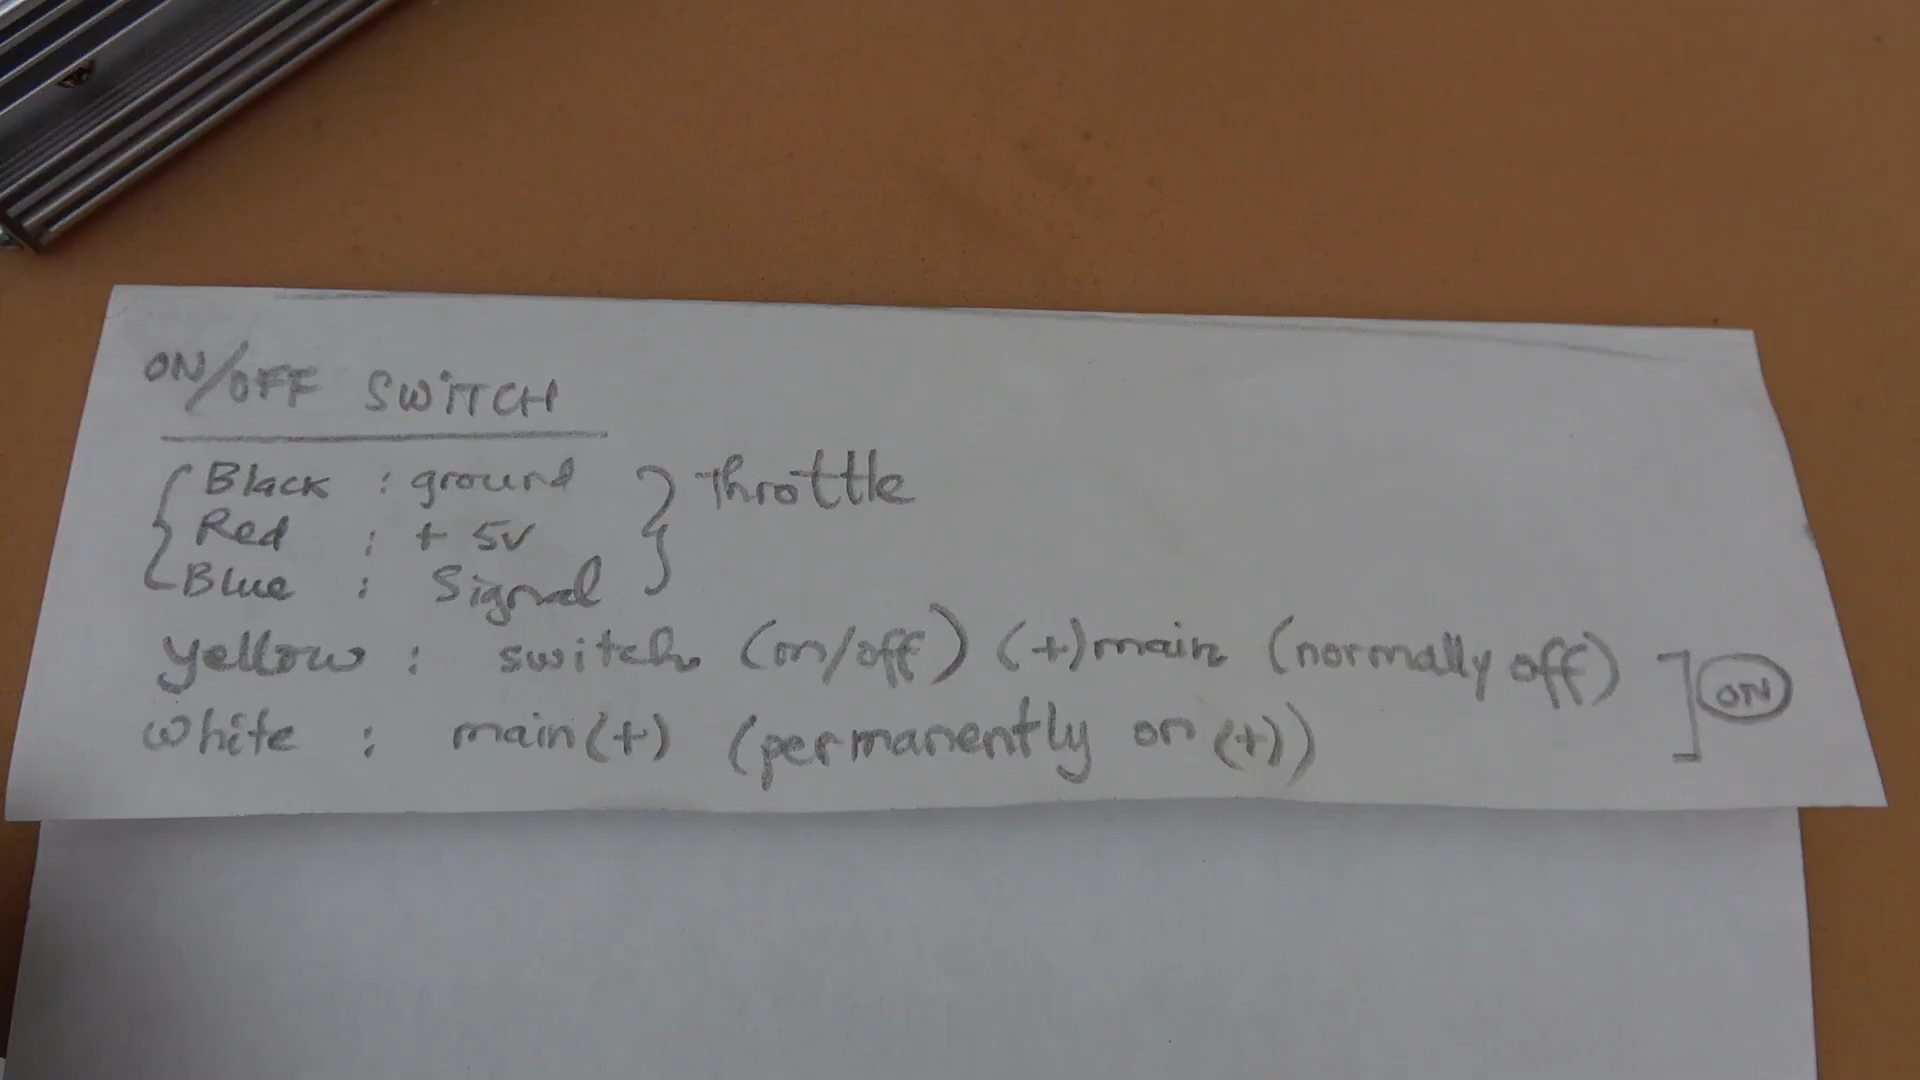 ON/OFF SWiTCH
{ Black : ground } Throttle
Red : + 5V
Blue : Signal
yellow : switch (on/off) (+)main (normally off) ] ON
white : main(+) (permanently on (+))